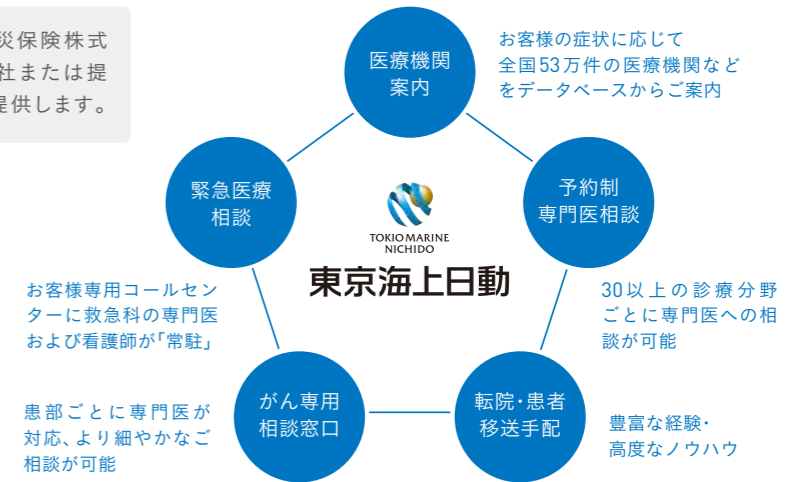 災保険株式
社または提
提供します。
医療機関
案内
お客様の症状に応じて
全国53万件の医療機関など
をデータベースからご案内
緊急医療
相談
予約制
専門医相談
TOKIO MARINE
NICHIDO
東京海上日動
お客様専用コールセン
ターに救急科の専門医
および看護師が「常駐」
30以上の診療分野
ごとに専門医への相
談が可能
がん専用
相談窓口
転院・患者
移送手配
患部ごとに専門医が
対応、より細やかなご
相談が可能
豊富な経験・
高度なノウハウ